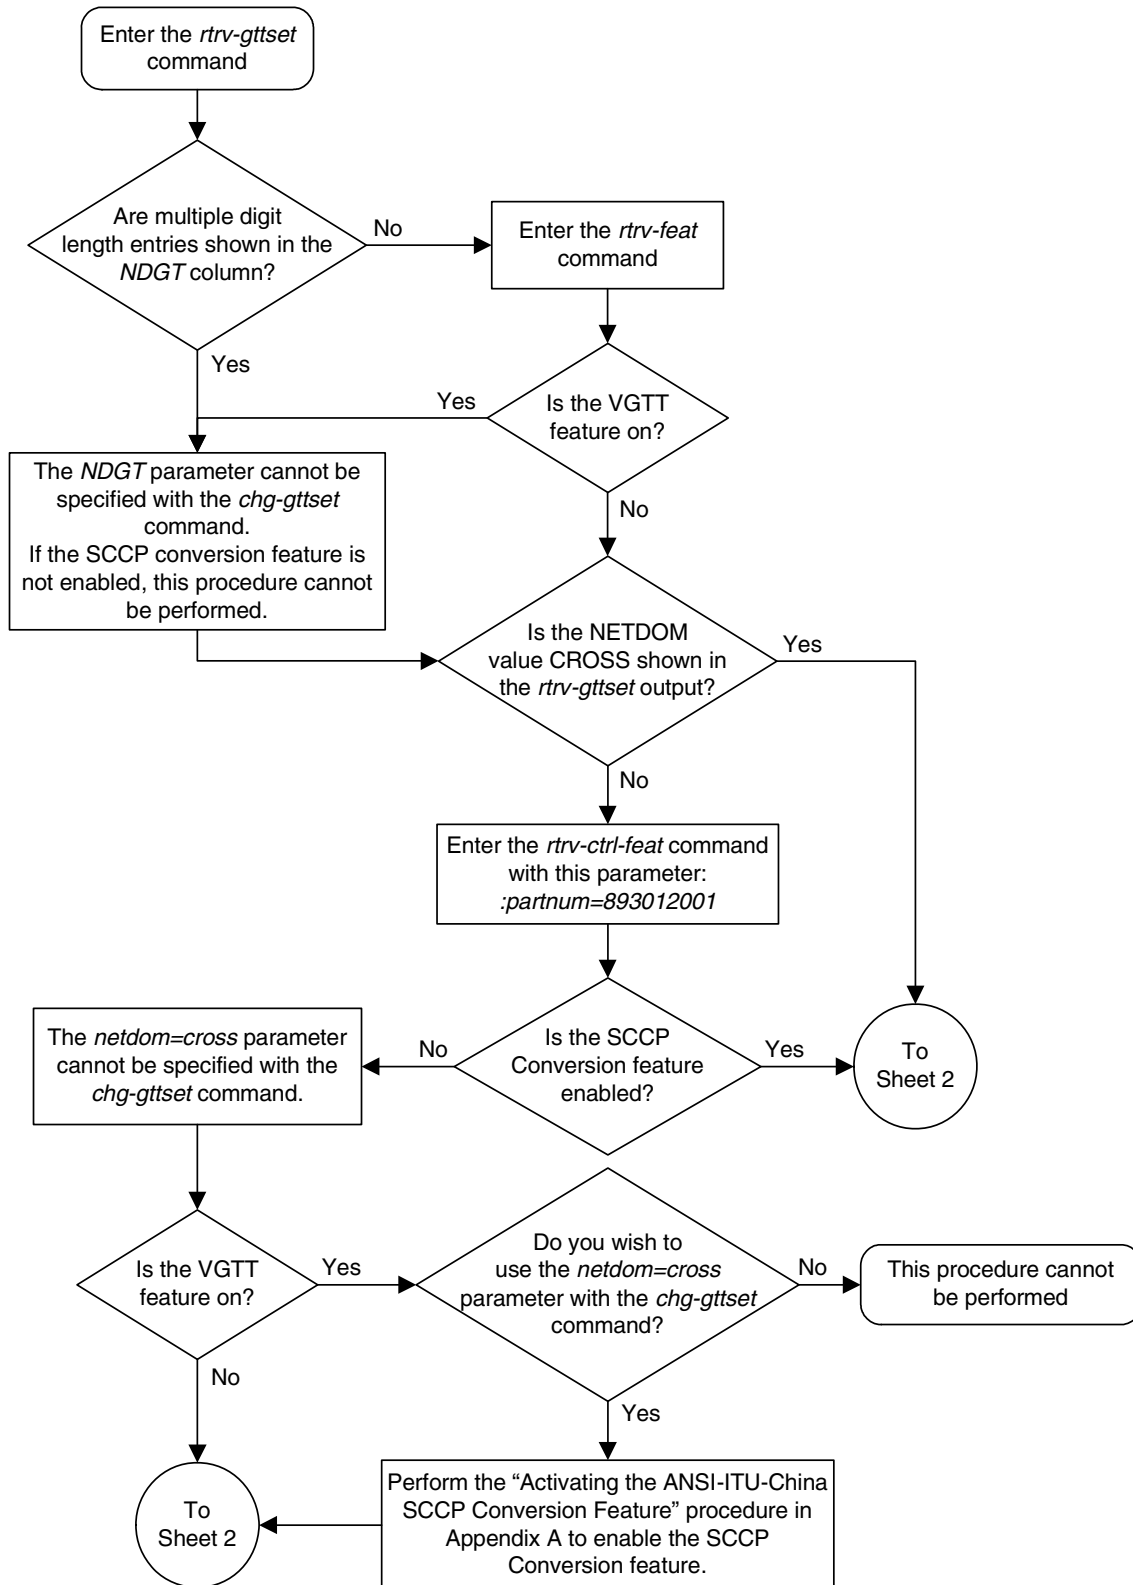 Enter the rtrv-gttset
command
Are multiple digit
length entries shown in the
NDGT column?
No
Enter the rtrv-feat
command
Yes
Yes
Is the VGTT
feature on?
The NDGT parameter cannot be
specified with the chg-gttset
command.
If the SCCP conversion feature is
not enabled, this procedure cannot
be performed.
No
Is the NETDOM
value CROSS shown in
the rtrv-gttset output?
Yes
No
Enter the rtrv-ctrl-feat command
with this parameter:
:partnum=893012001
The netdom=cross parameter
cannot be specified with the
chg-gttset command.
No
Is the SCCP
Conversion feature
enabled?
Yes
To
Sheet 2
Is the VGTT
feature on?
Yes
Do you wish to
use the netdom=cross
parameter with the chg-gttset
command?
No
This procedure cannot
be performed
No
Yes
To
Sheet 2
Perform the “Activating the ANSI-ITU-China
SCCP Conversion Feature” procedure in
Appendix A to enable the SCCP
Conversion feature.